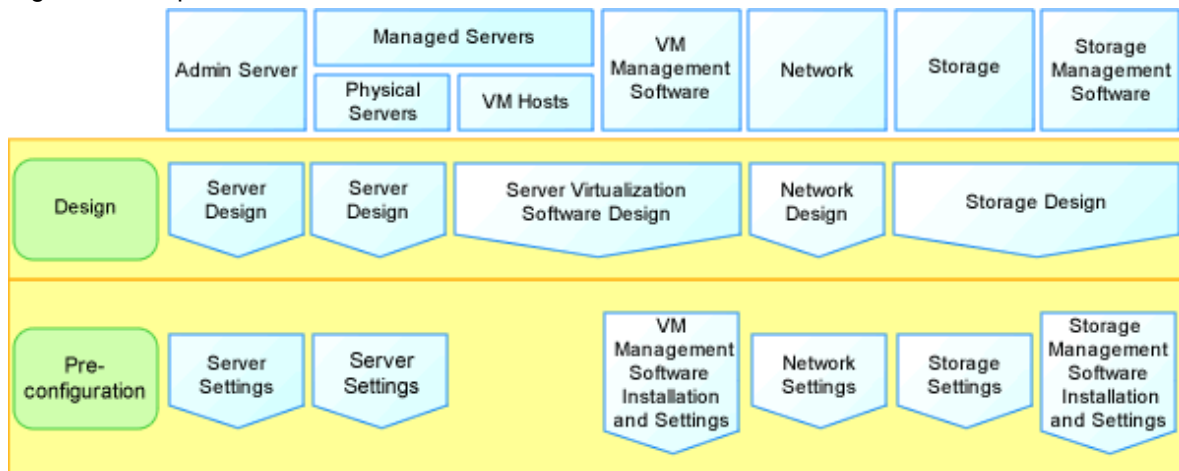 Admin Server
Managed Servers
Physical
Servers
VM Hosts
VM
Management
Software
Network
Storage
Storage
Management
Software
Design
Server
Design
Server
Design
Server Virtualization
Software Design
Network
Design
Storage Design
Pre-
configuration
Server
Settings
Server
Settings
VM
Management
Software
Installation
and Settings
Network
Settings
Storage
Settings
Storage
Management
Software
Installation
and Settings